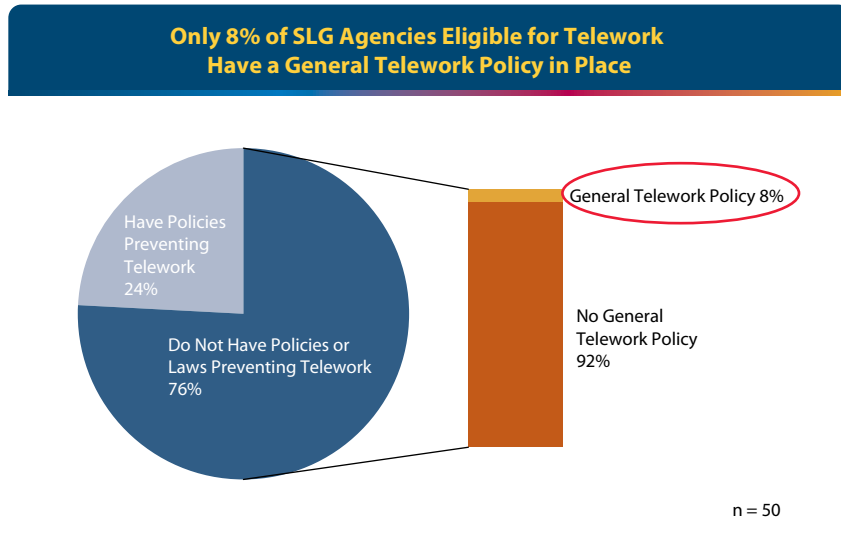 Only 8% of SLG Agencies Eligible for Telework
Have a General Telework Policy in Place
Have Policies
Preventing
Telework
24%
Do Not Have Policies or
Laws Preventing Telework
76%
General Telework Policy 8%
No General
Telework Policy
92%
n = 50